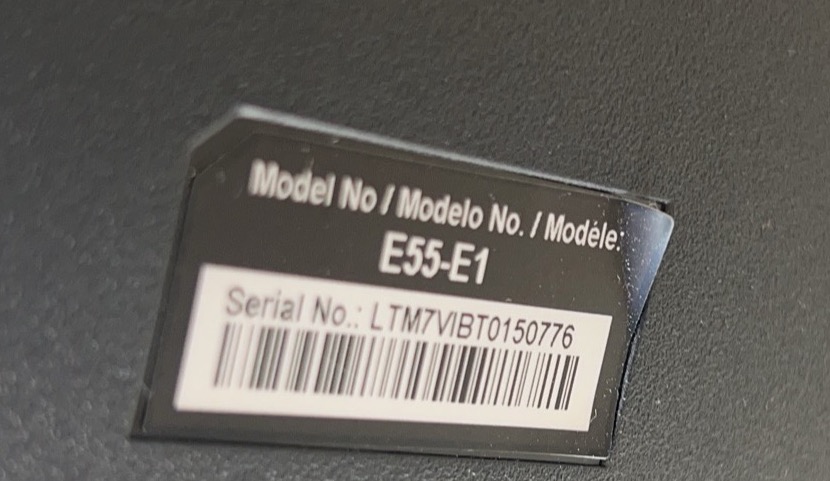 Model No / Modelo No. / Modéle:
E55-E1
Serial No.: LTM7VIBT0150776